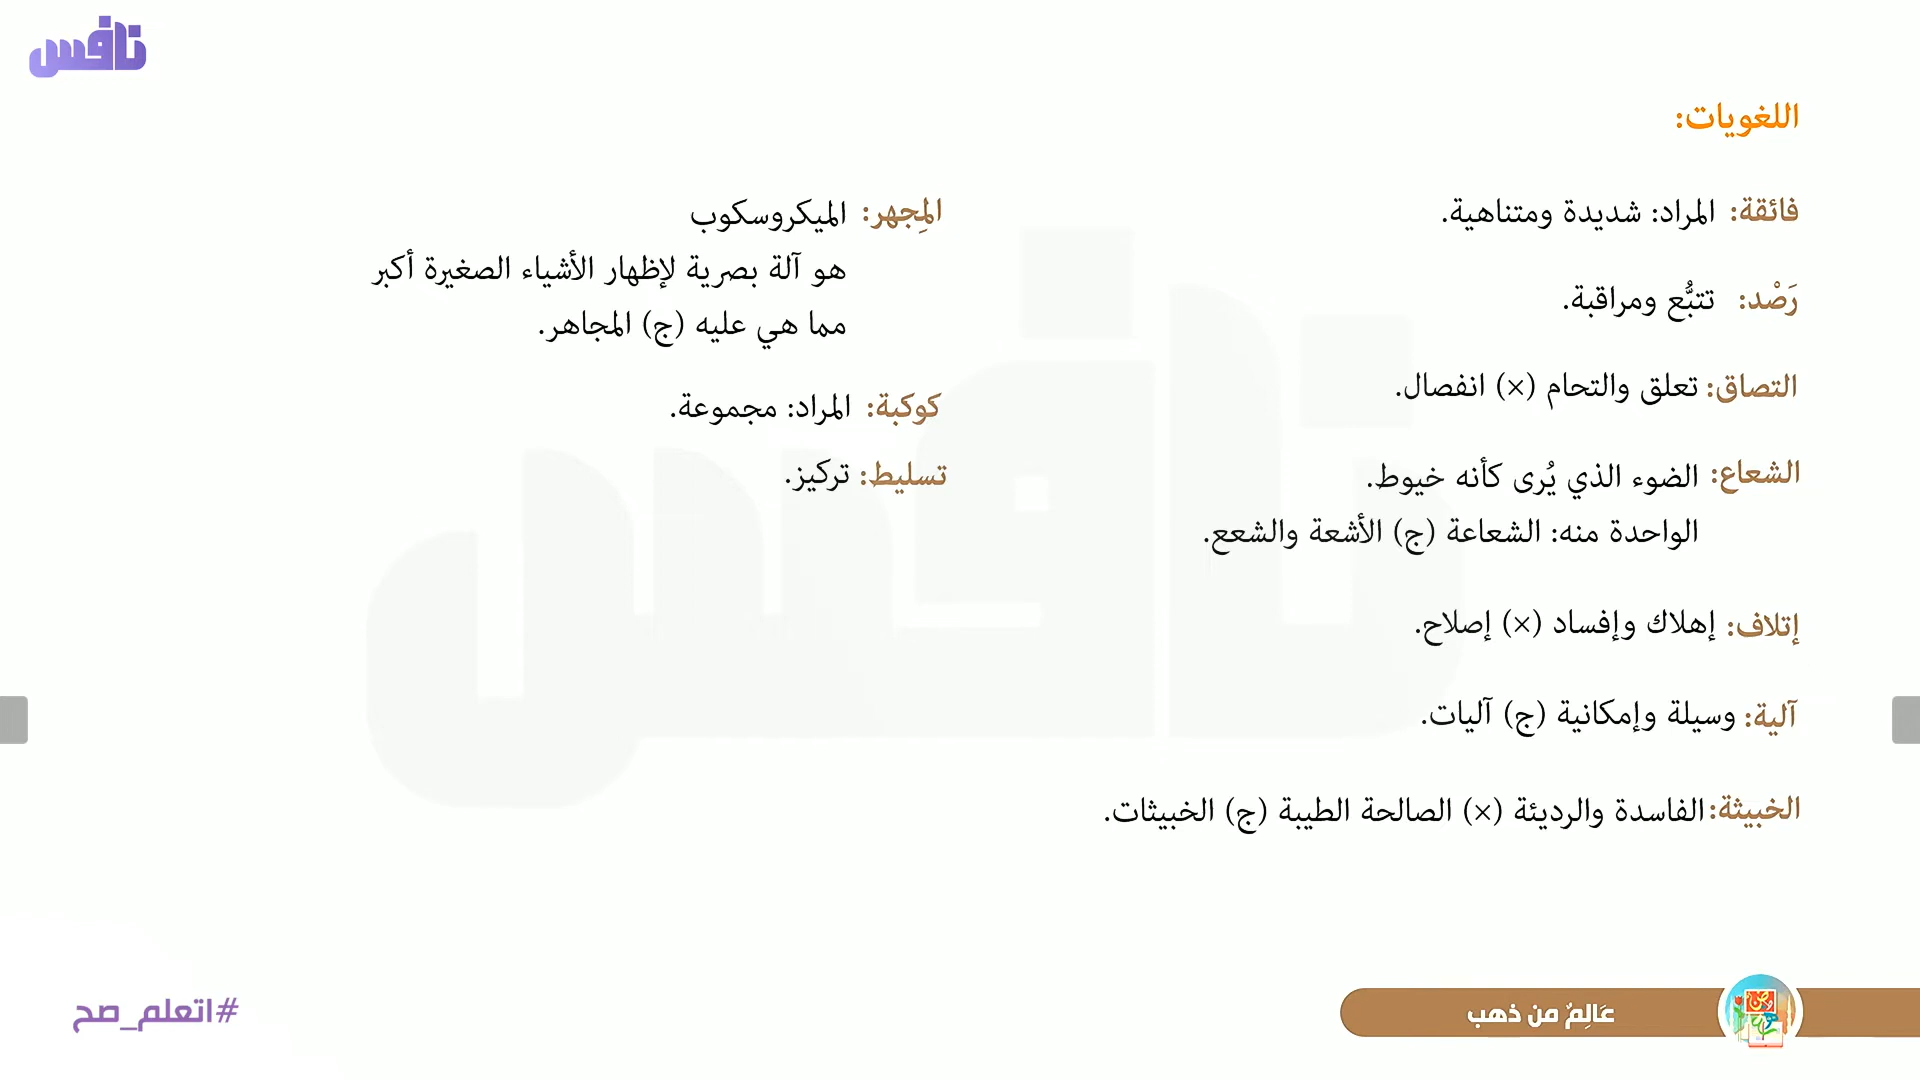 نافس
اللغويات:
فائقة: المراد: شديدة ومتناهية.
رَصْد: تتبُّع ومراقبة.
التصاق: تعلق والتحام (×) انفصال.
الشعاع: الضوء الذي يُرى كأنه خيوط.
الواحدة منه: الشعاعة (ج) الأشعة والشعع.
إتلاف: إهلاك وإفساد (×) إصلاح.
آلية: وسيلة وإمكانية (ج) آليات.
الخبيثة: الفاسدة والرديئة (×) الصالحة الطيبة (ج) الخبيثات.
المِجهر: الميكروسكوب
هو آلة بصرية لإظهار الأشياء الصغيرة أكبر
مما هي عليه (ج) المجاهر.
كوكبة: المراد: مجموعة.
تسليط: تركيز.
نافس
عَالِمٌ من ذهب
#اتعلم_صح